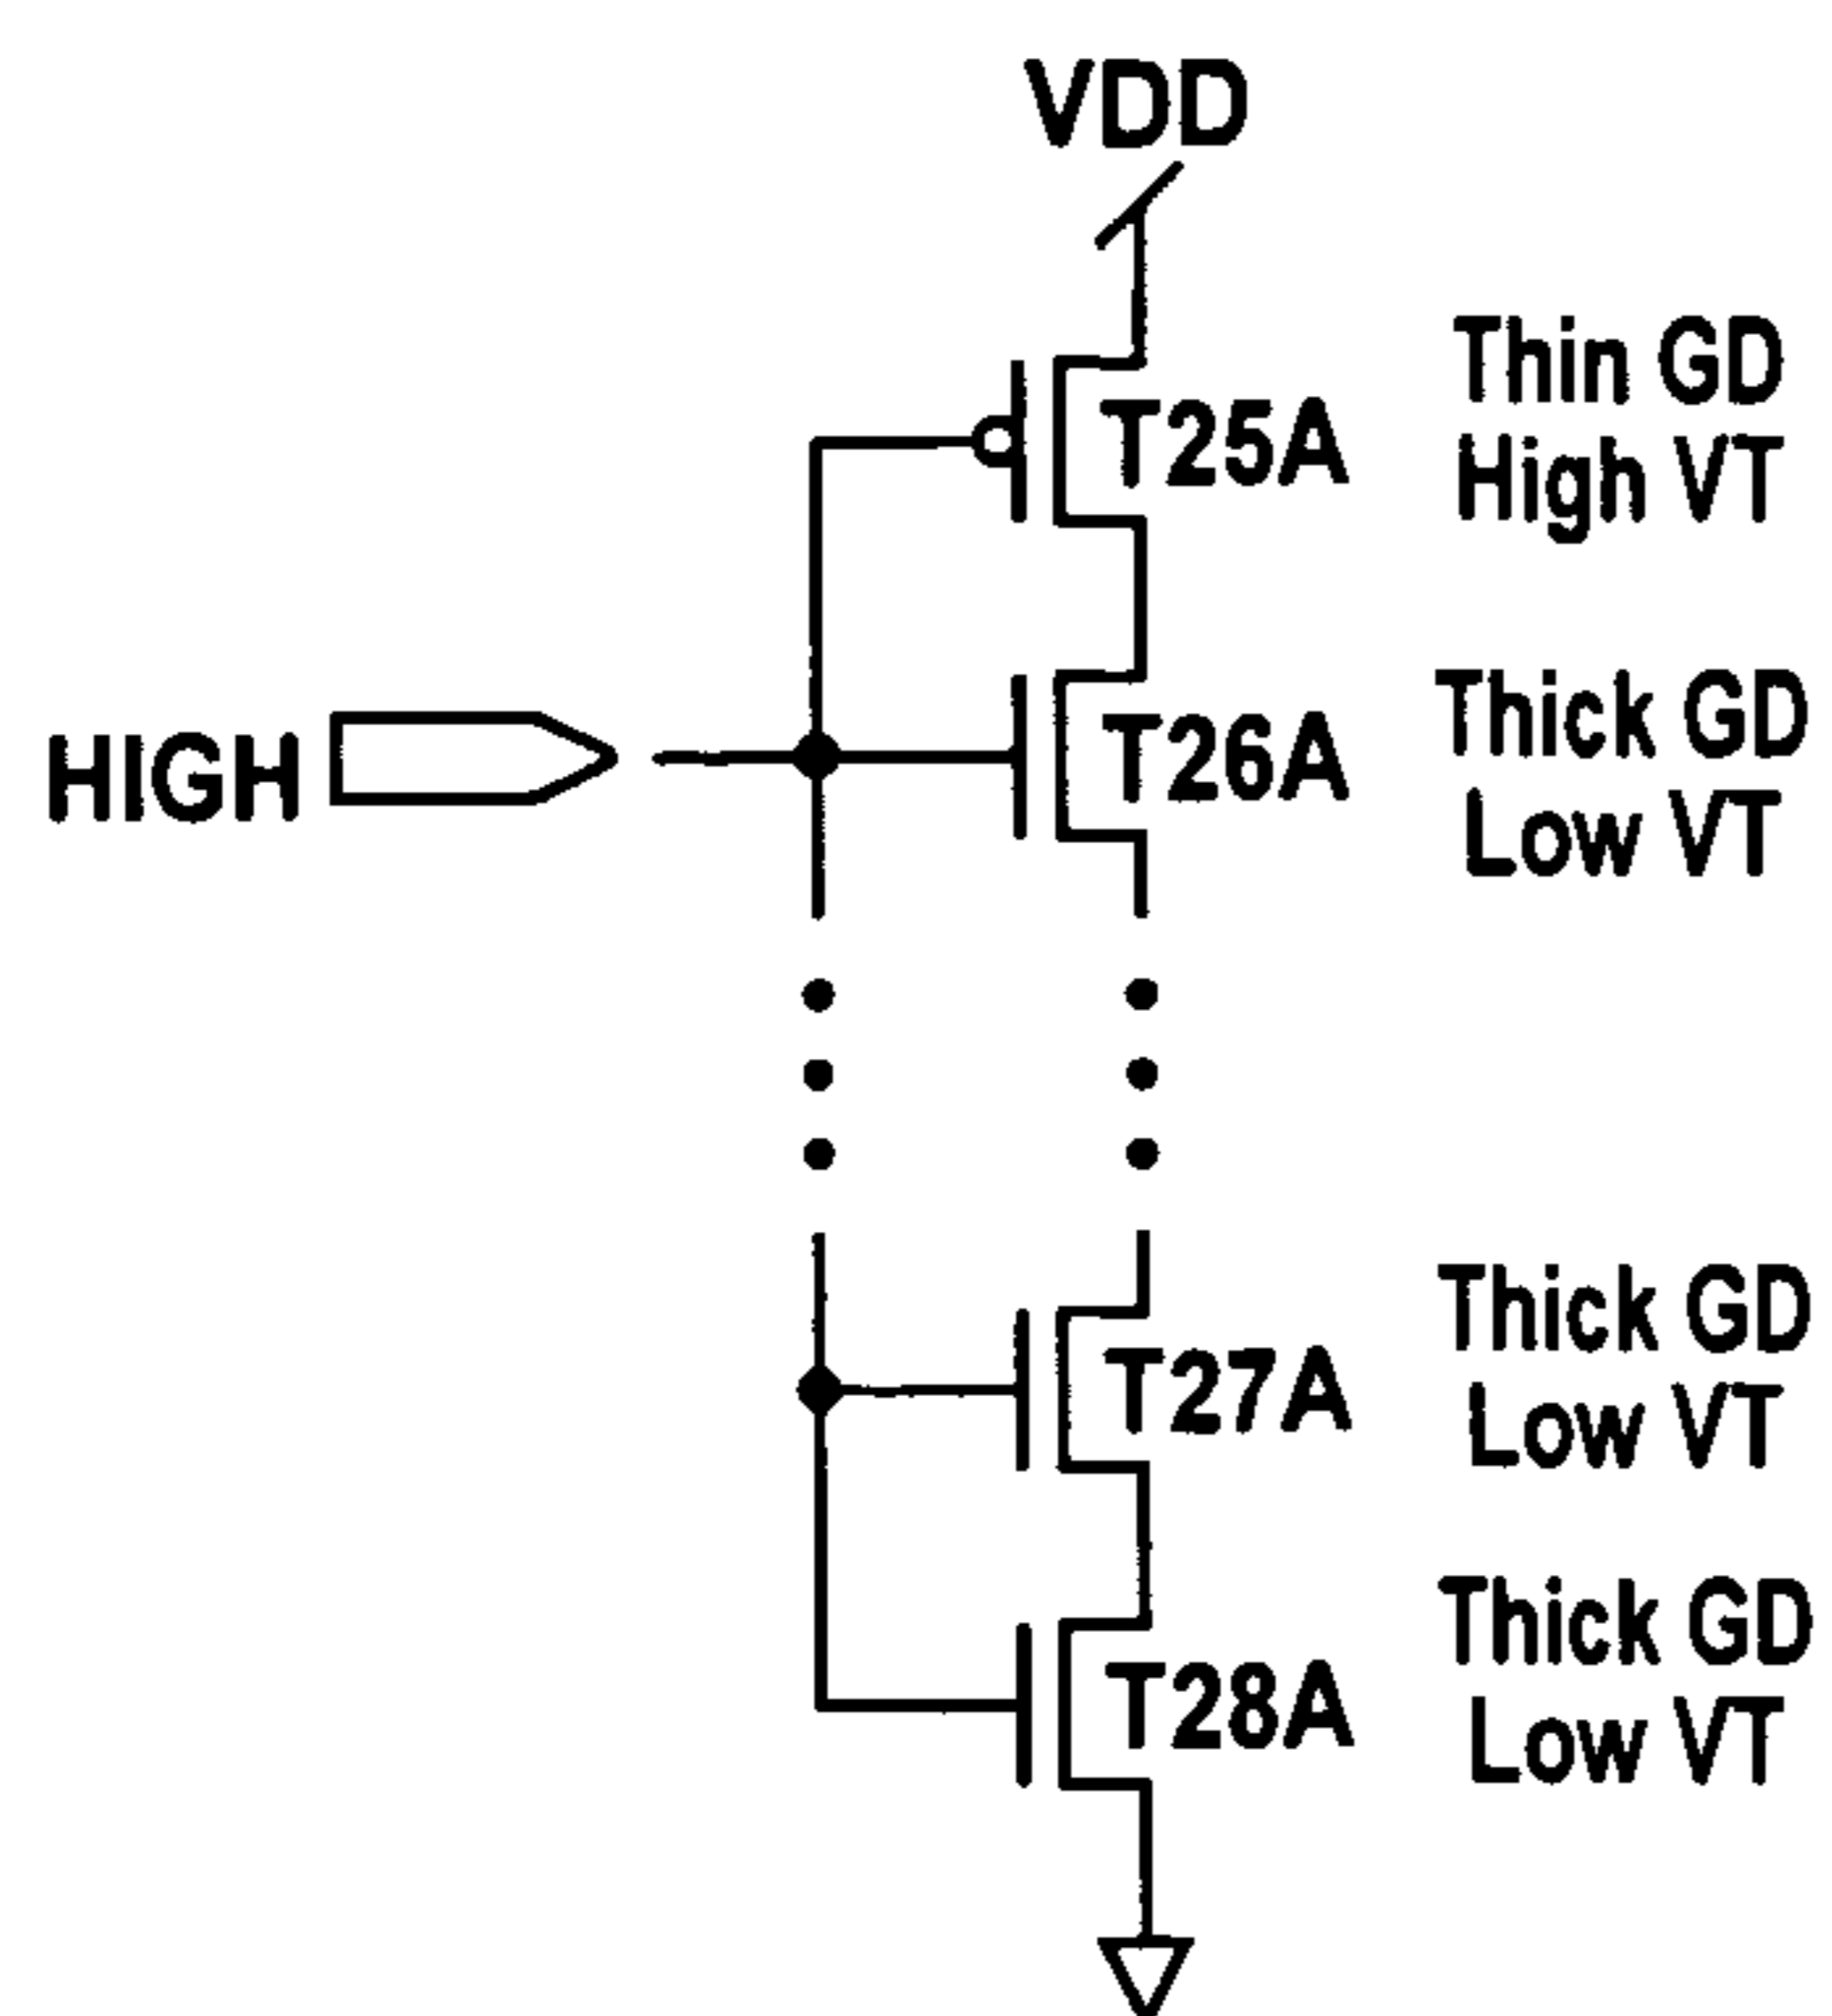 VDD
Thin GD
High VT
T25A
Thick GD
Low VT
T26A
HIGH
Thick GD
Low VT
T27A
Thick GD
Low VT
T28A